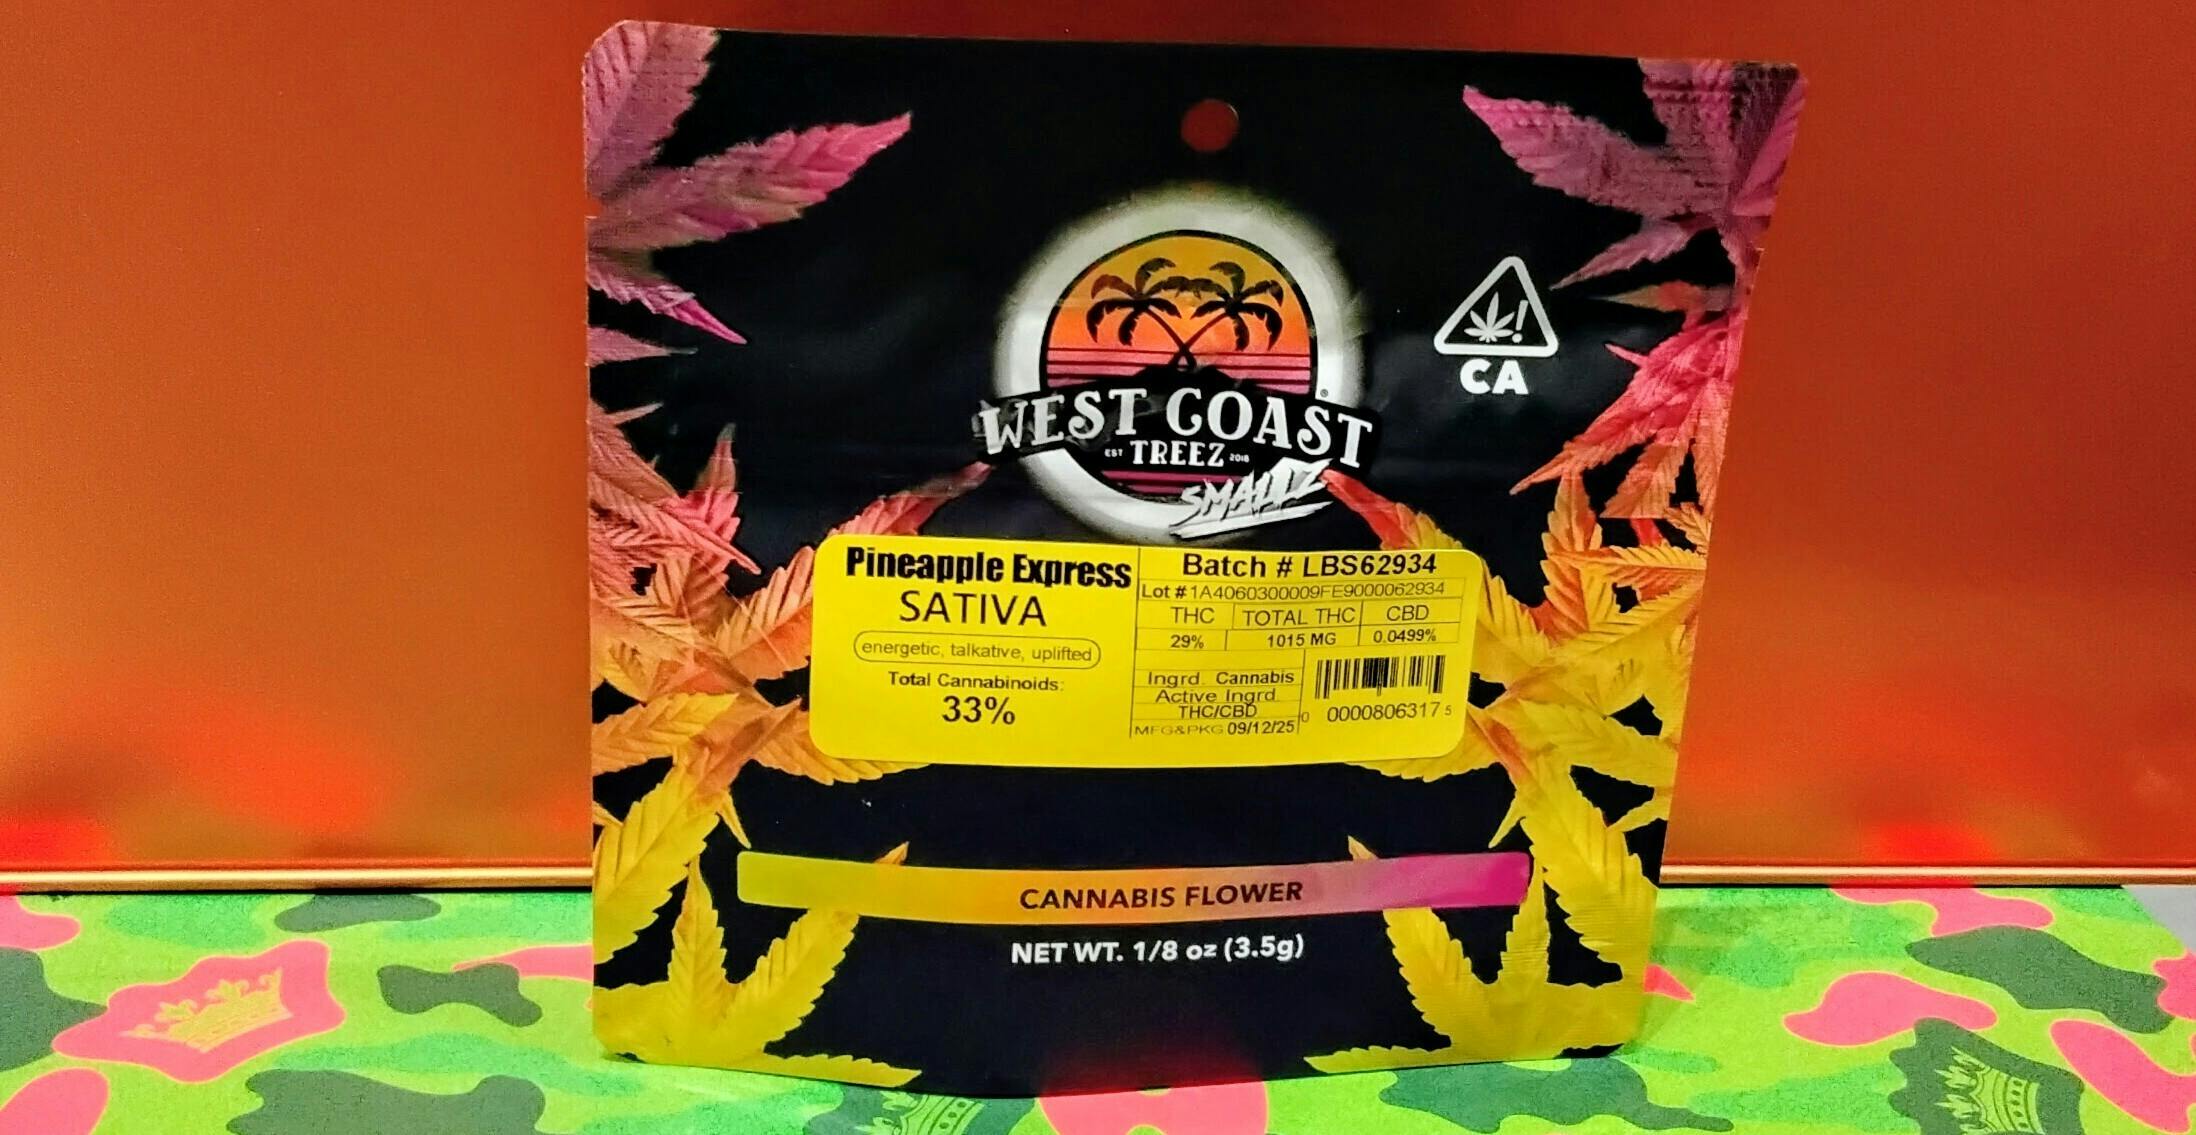 CA
WEST COAST
EST TREEZ 2018
SMALLZ
Pineapple Express
SATIVA
energetic, talkative, uplifted
Total Cannabinoids:
33%
Batch # LBS62934
Lot # 1A4060300009FE9000062934
THC TOTAL THC CBD
29% 1015 MG 0.0499%
Ingrd. Cannabis
Active Ingrd.
THC/CBD
MFG&PKG 09/12/25
0 0000806317 5
CANNABIS FLOWER
NET WT. 1/8 oz (3.5g)